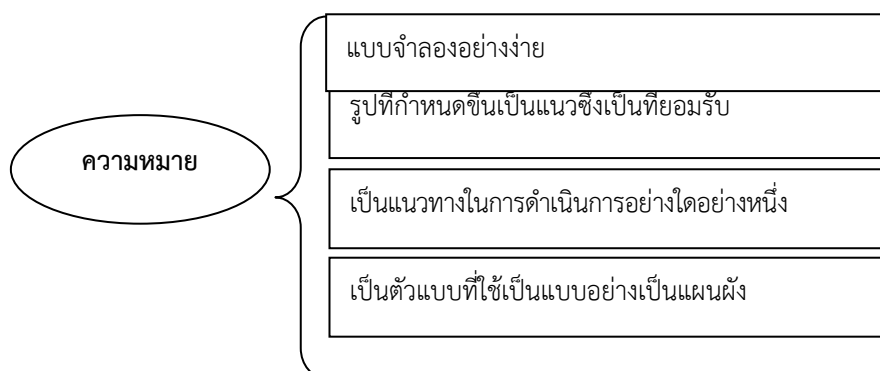 แบบจำลองอย่างง่าย
รูปที่กำหนดขึ้นเป็นแนวซึ่งเป็นที่ยอมรับ
ความหมาย
เป็นแนวทางในการดำเนินการอย่างใดอย่างหนึ่ง
เป็นตัวแบบที่ใช้เป็นแบบอย่างเป็นแผนผัง